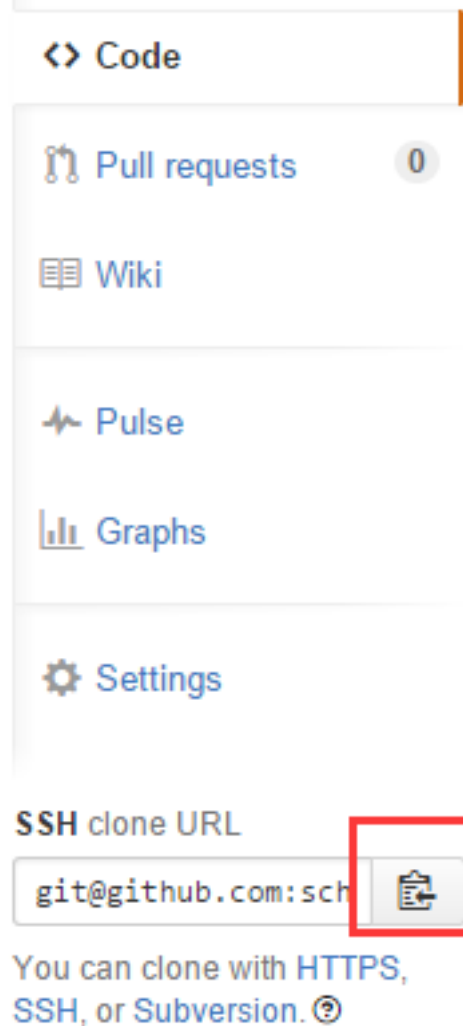 Code
Pull requests 0
Wiki
Pulse
Graphs
Settings
SSH clone URL
git@github.com:sch
You can clone with HTTPS,
SSH, or Subversion.